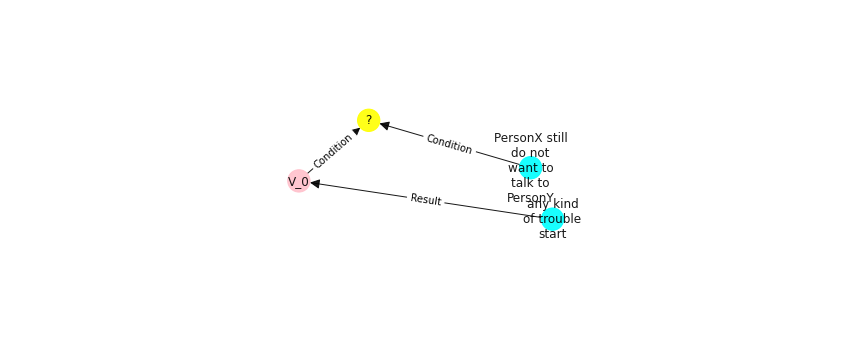 ?
Condition
Condition
PersonX still
do not
want to
talk to
PersonY
V_0
Result
any kind
of trouble
start